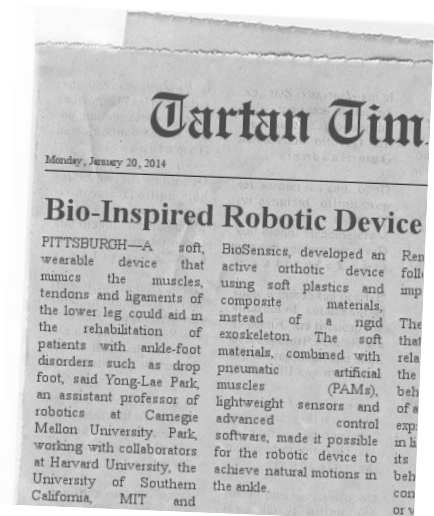 Tartan Tim
Monday, January 20, 2014
Bio-Inspired Robotic Device
PITTSBURGH—A soft,
wearable device that
mimics the muscles,
tendons and ligaments of
the lower leg could aid in
the rehabilitation of
patients with ankle-foot
disorders such as drop
foot, said Yong-Lae Park,
an assistant professor of
robotics at Carnegie
Mellon University. Park,
working with collaborators
at Harvard University, the
University of Southern
California, MIT and
BioSensics, developed an
active orthotic device
using soft plastics and
composite materials,
instead of a rigid
exoskeleton. The soft
materials, combined with
pneumatic artificial
muscles (PAMs),
lightweight sensors and
advanced control
software, made it possible
for the robotic device to
achieve natural motions in
the ankle.
Ren
foll
imp
The
that
rela
the
beh
of a
exp
in li
its
beh
con
or v